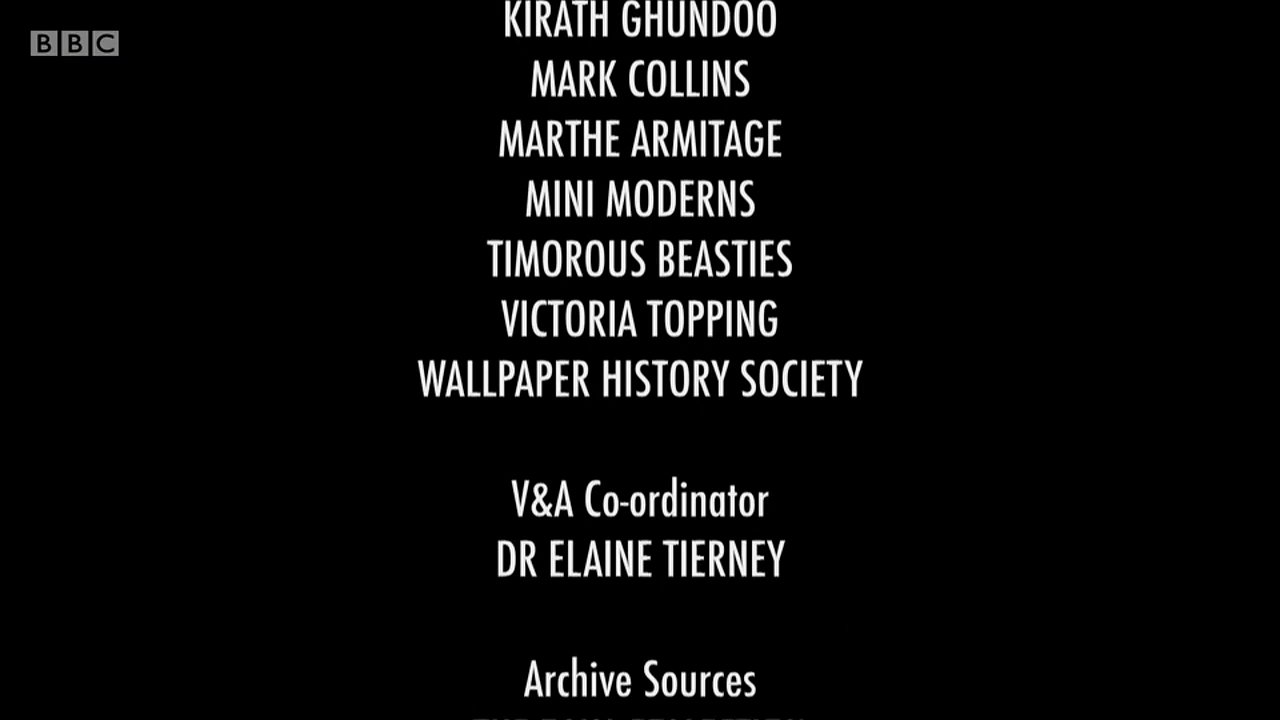 BBC
KIRATH GHUNDOO
MARK COLLINS
MARTHE ARMITAGE
MINI MODERNS
TIMOROUS BEASTIES
VICTORIA TOPPING
WALLPAPER HISTORY SOCIETY
V&A Co-ordinator
DR ELAINE TIERNEY
Archive Sources